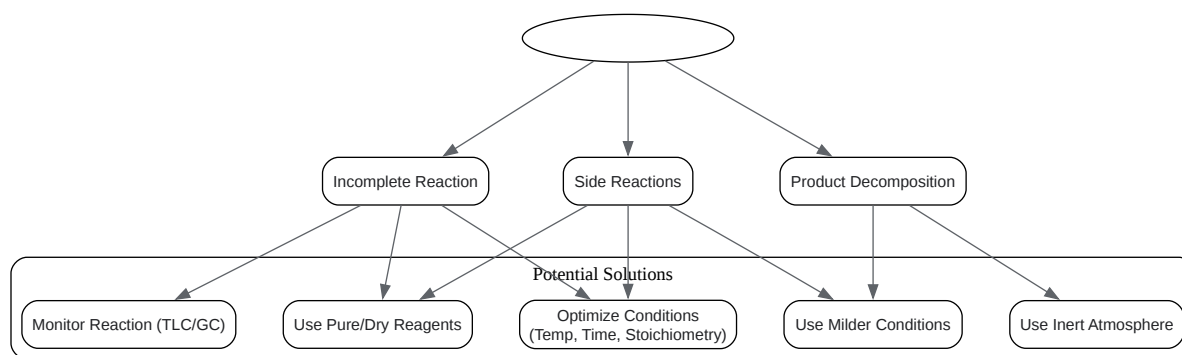 Incomplete Reaction
Side Reactions
Product Decomposition
Potential Solutions
Monitor Reaction (TLC/GC)
Use Pure/Dry Reagents
Optimize Conditions
(Temp, Time, Stoichiometry)
Use Milder Conditions
Use Inert Atmosphere